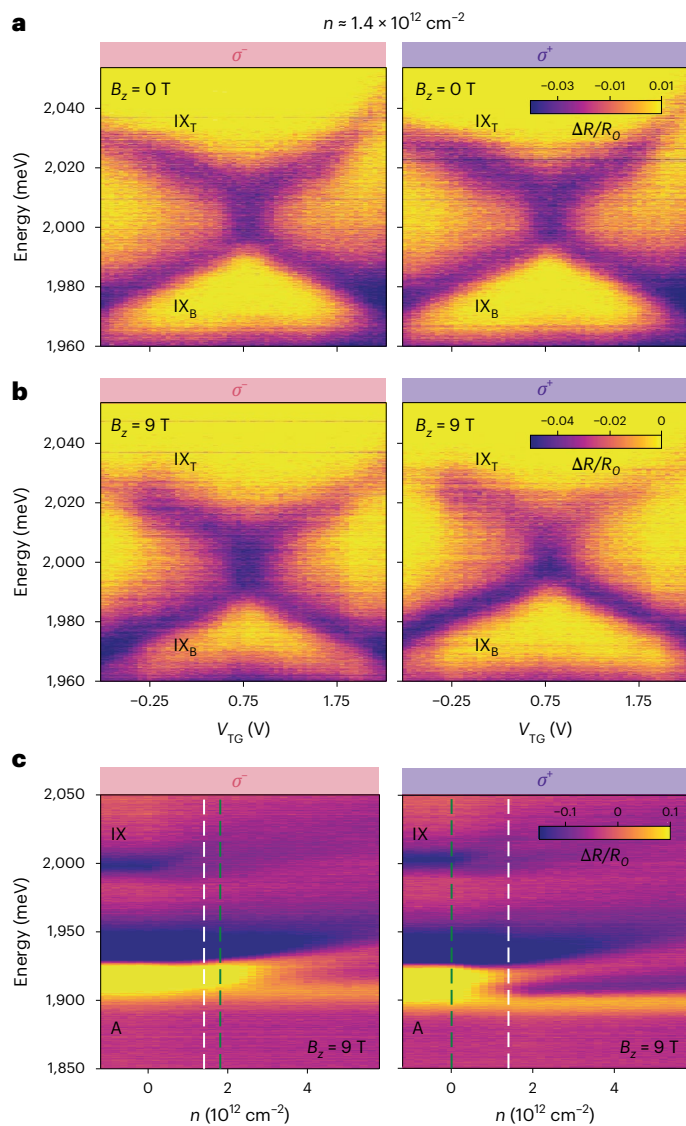 a
n ≈ 1.4 × 10¹² cm⁻²
σ⁻
σ⁺
B_z = 0 T
IX_T
IX_B
2,040
2,020
2,000
1,980
1,960
Energy (meV)
B_z = 0 T
−0.03 −0.01 0.01
ΔR/R_O
IX_T
IX_B
b
σ⁻
σ⁺
B_z = 9 T
IX_T
IX_B
2,040
2,020
2,000
1,980
1,960
Energy (meV)
−0.25 0.75 1.75
V_TG (V)
B_z = 9 T
−0.04 −0.02 0
ΔR/R_O
IX_T
IX_B
−0.25 0.75 1.75
V_TG (V)
c
σ⁻
σ⁺
2,050
2,000
1,950
1,900
1,850
Energy (meV)
IX
A
B_z = 9 T
0 2 4
n (10¹² cm⁻²)
IX
−0.1 0 0.1
ΔR/R_O
A
B_z = 9 T
0 2 4
n (10¹² cm⁻²)